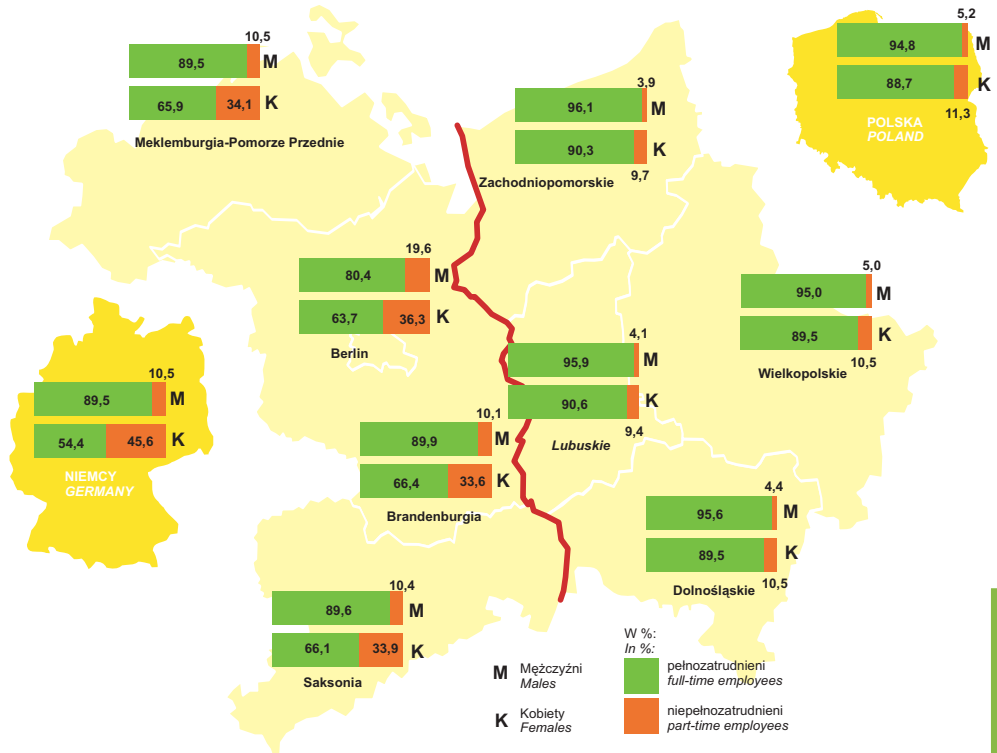 10,5
89,5 M
65,9 34,1 K
Meklemburgia-Pomorze Przednie
3,9
96,1 M
90,3 K
9,7
Zachodniopomorskie
5,2
94,8 M
88,7 K
11,3
POLSKA
POLAND
19,6
80,4 M
63,7 36,3 K
Berlin
5,0
95,0 M
89,5 K
10,5
Wielkopolskie
10,5
89,5 M
54,4 45,6 K
NIEMCY
GERMANY
4,1
95,9 M
90,6 K
9,4
Lubuskie
10,1
89,9 M
66,4 33,6 K
Brandenburgia
4,4
95,6 M
89,5 K
10,5
Dolnośląskie
10,4
89,6 M
66,1 33,9 K
Saksonia
M Mężczyźni
Males
K Kobiety
Females
W %:
In %:
pełnozatrudnieni
full-time employees
niepełnozatrudnieni
part-time employees